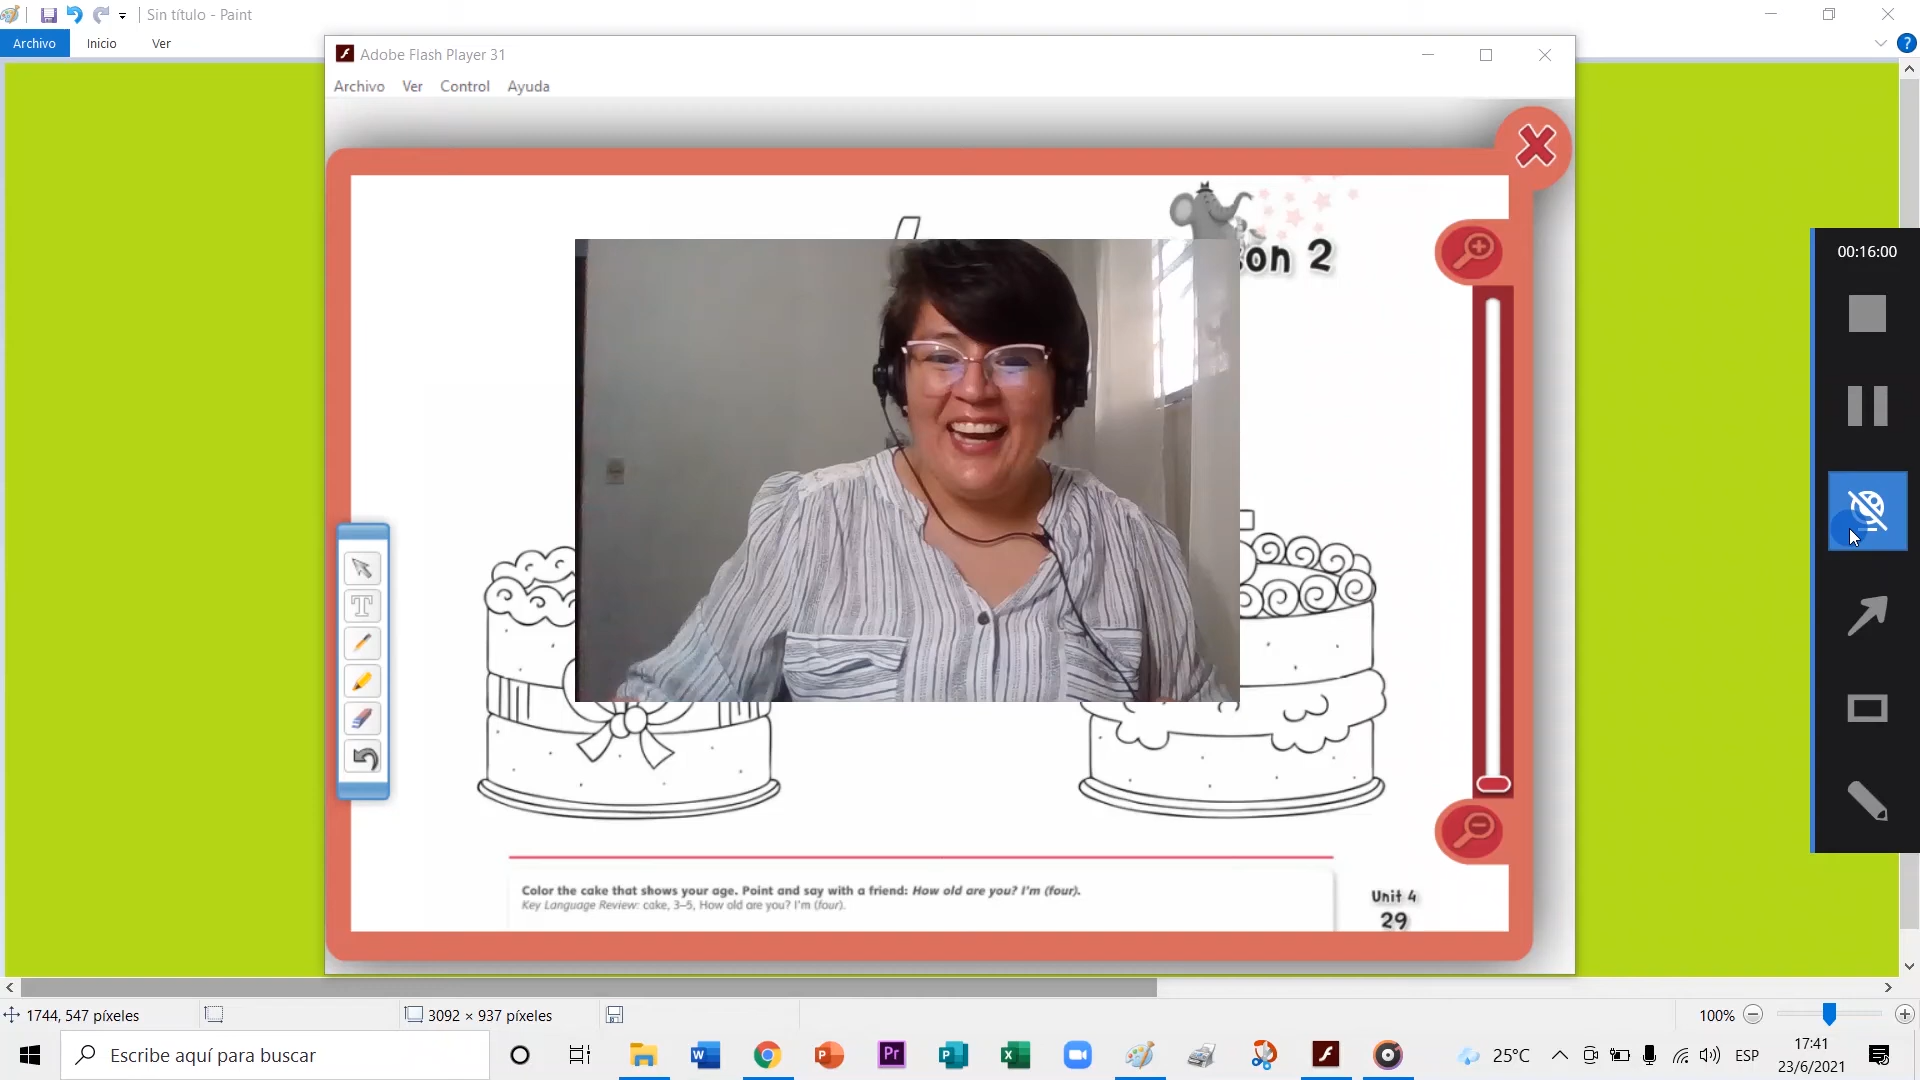 Sin título - Paint
Archivo
Inicio
Ver
Adobe Flash Player 31
Archivo
Ver
Control
Ayuda
on 2
00:16:00
T
Color the cake that shows your age. Point and say with a friend: How old are you? I'm (four).
Key Language Review: cake, 3–5, How old are you? I'm (four).
Unit 4
29
1744, 547 píxeles
3092 × 937 píxeles
100%
Escribe aquí para buscar
25°C
ESP
17:41
23/6/2021